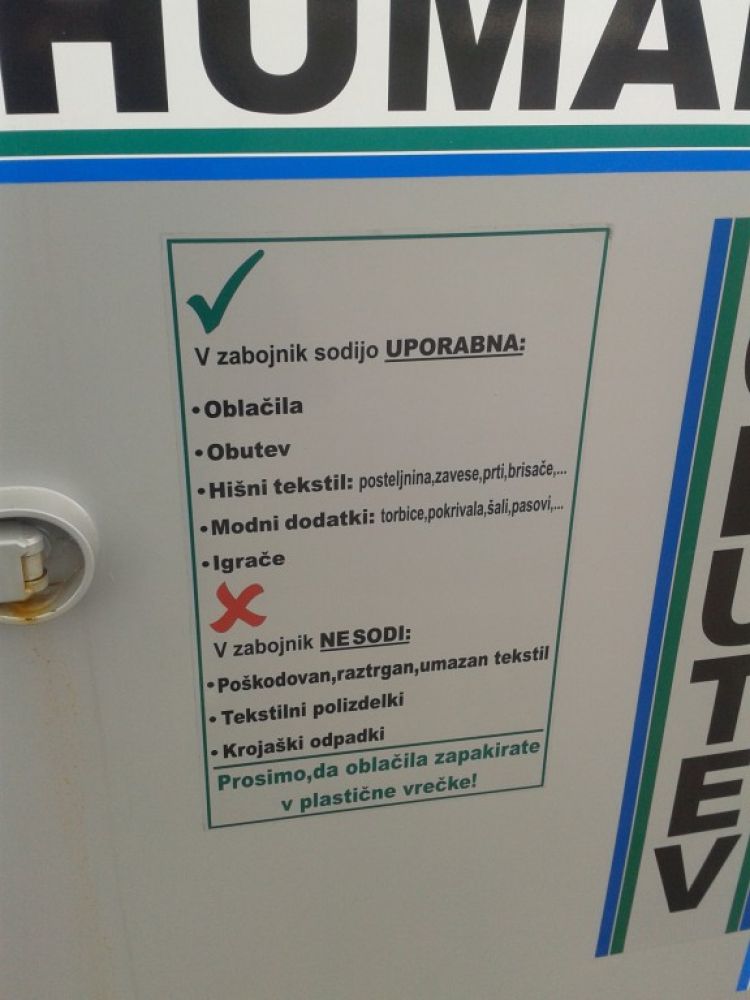 HUMA
V zabojnik sodijo UPORABNA:
•Oblačila
•Obutev
•Hišni tekstil: posteljnina,zavese,prti,brisače,...
•Modni dodatki: torbice,pokrivala,šali,pasovi,...
•Igrače
V zabojnik NE SODI:
•Poškodovan,raztrgan,umazan tekstil
•Tekstilni polizdelki
•Krojaški odpadki
Prosimo,da oblačila zapakirate
v plastične vrečke!
OBUTEV